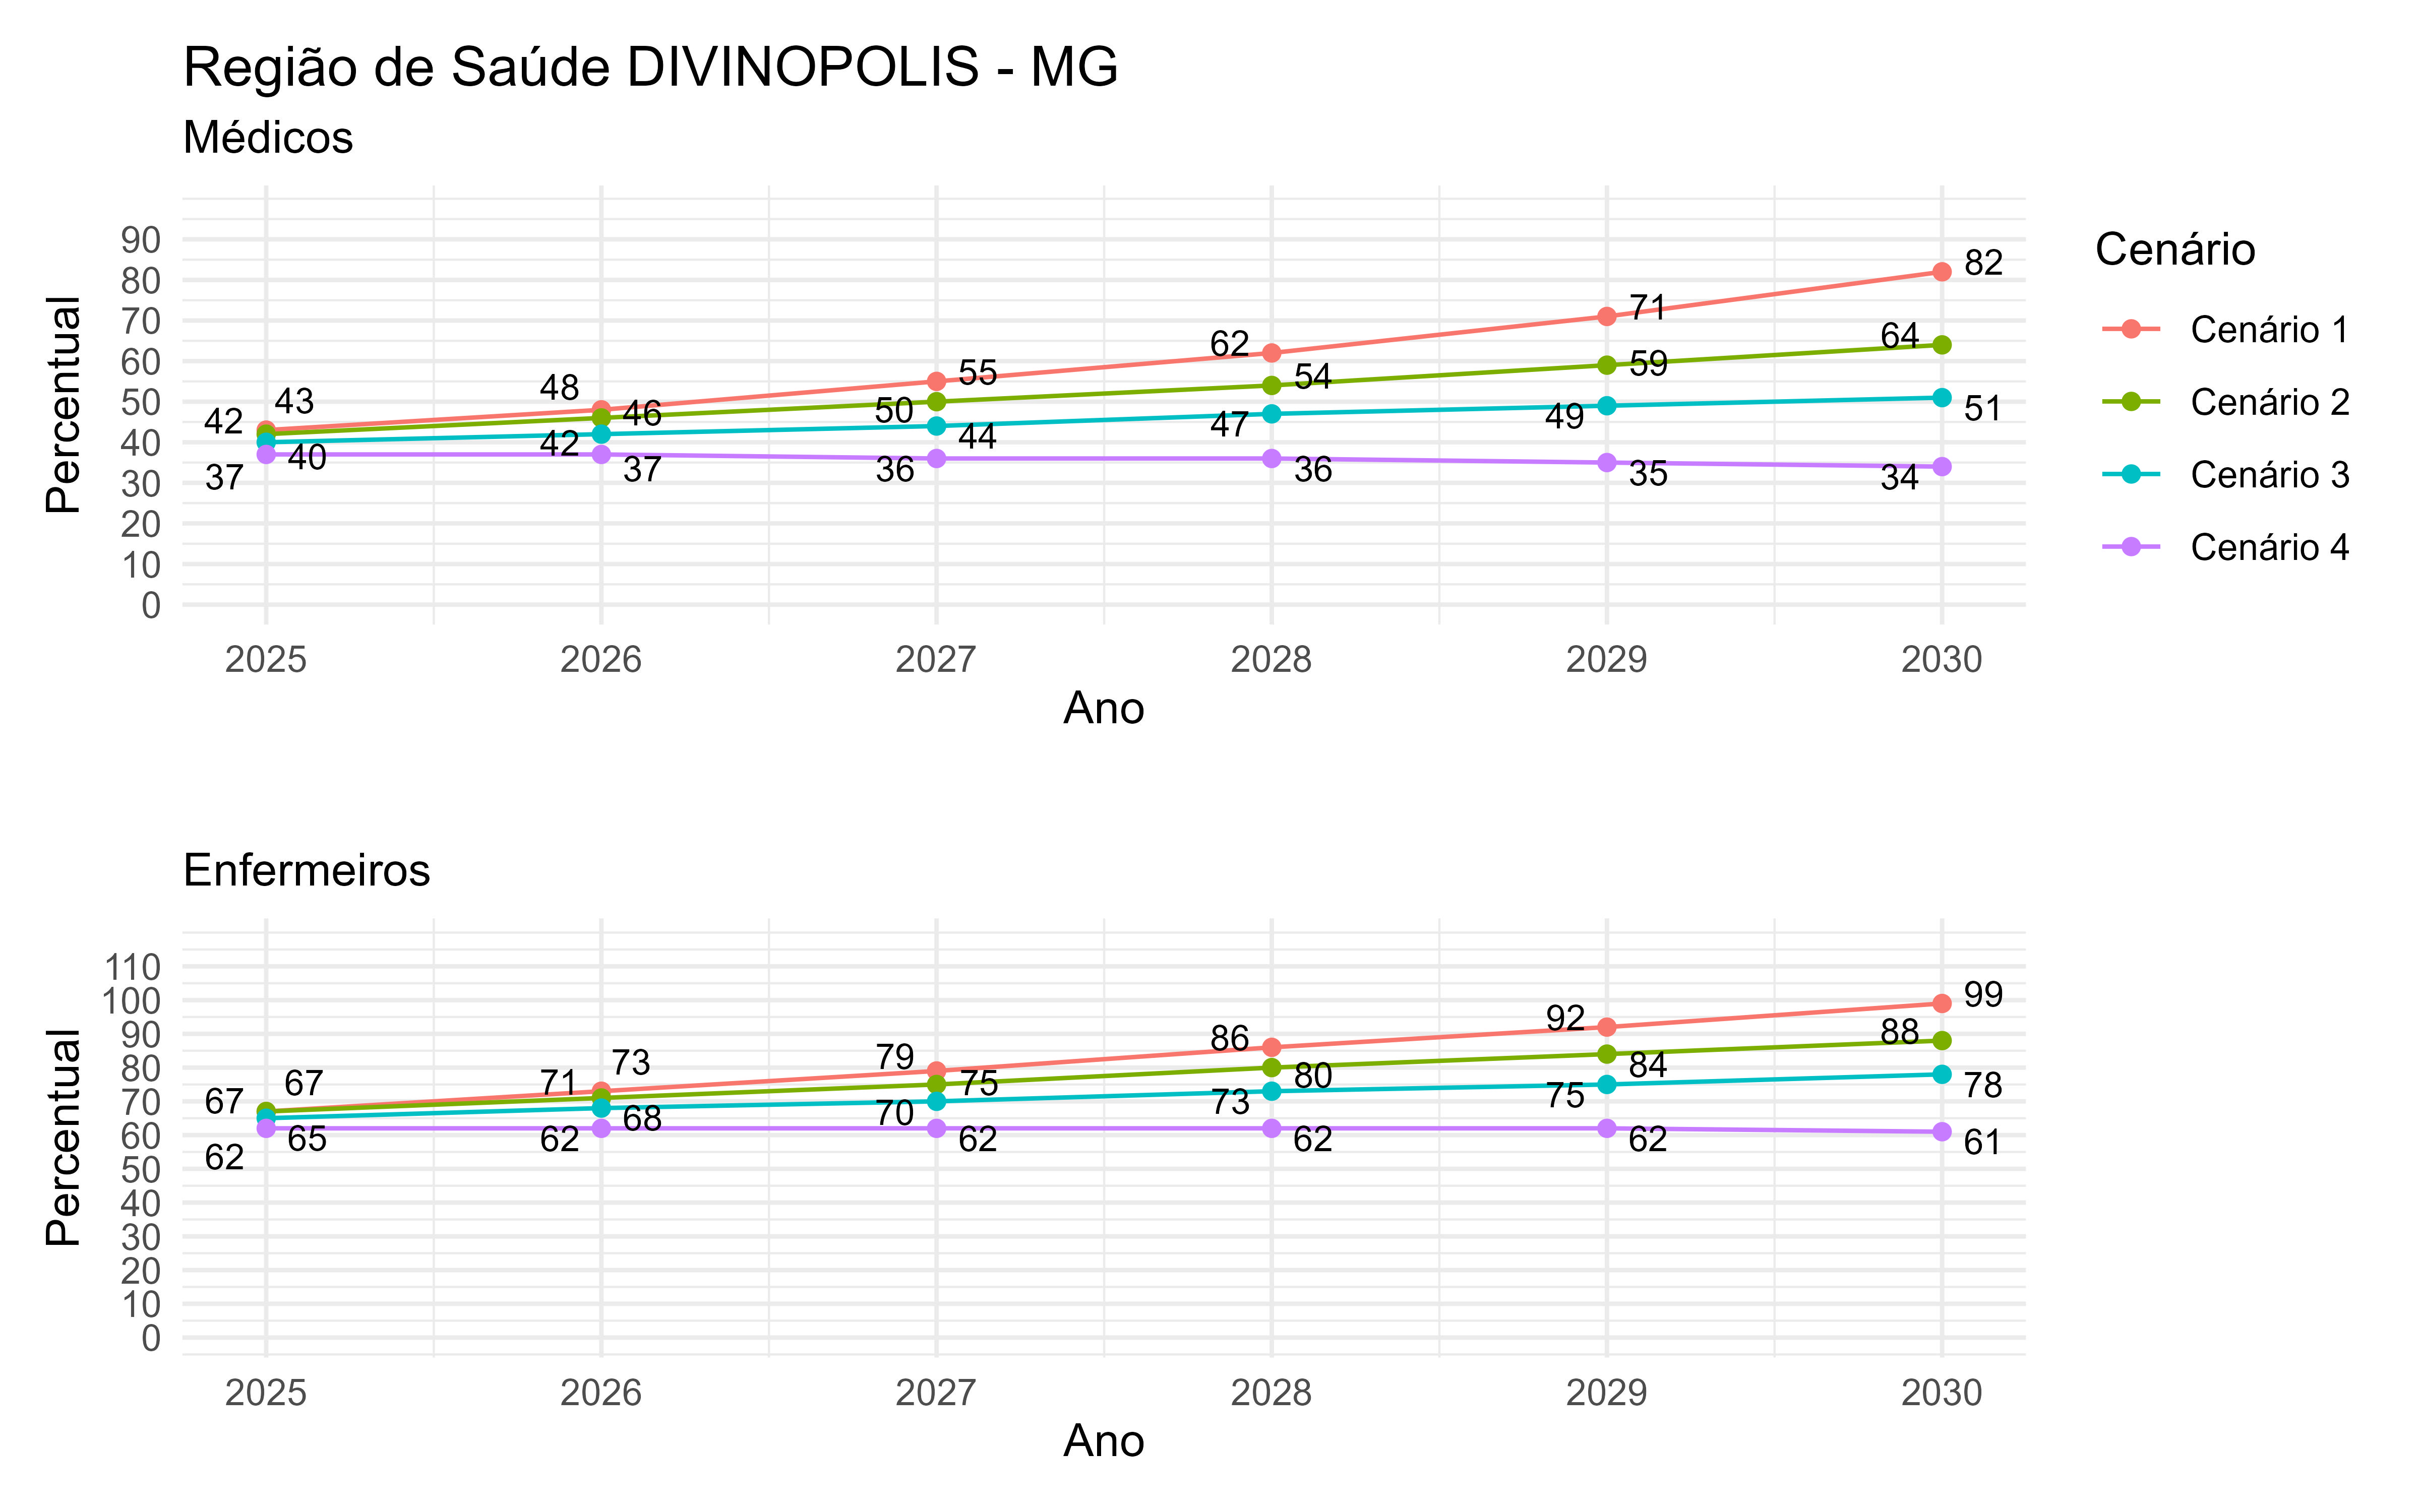 Região de Saúde DIVINOPOLIS - MG
Médicos
Percentual
90
80
70
60
50
40
30
20
10
0
42 43 40 37
48 46 42 37
55 50 44 36
62 54 47 36
71 59 49 35
82 64 51 34
2025 2026 2027 2028 2029 2030
Ano
Cenário
Cenário 1
Cenário 2
Cenário 3
Cenário 4
Enfermeiros
Percentual
110
100
90
80
70
60
50
40
30
20
10
0
67 67 65 62
73 71 68 62
79 75 70 62
86 80 73 62
92 84 75 62
99 88 78 61
2025 2026 2027 2028 2029 2030
Ano